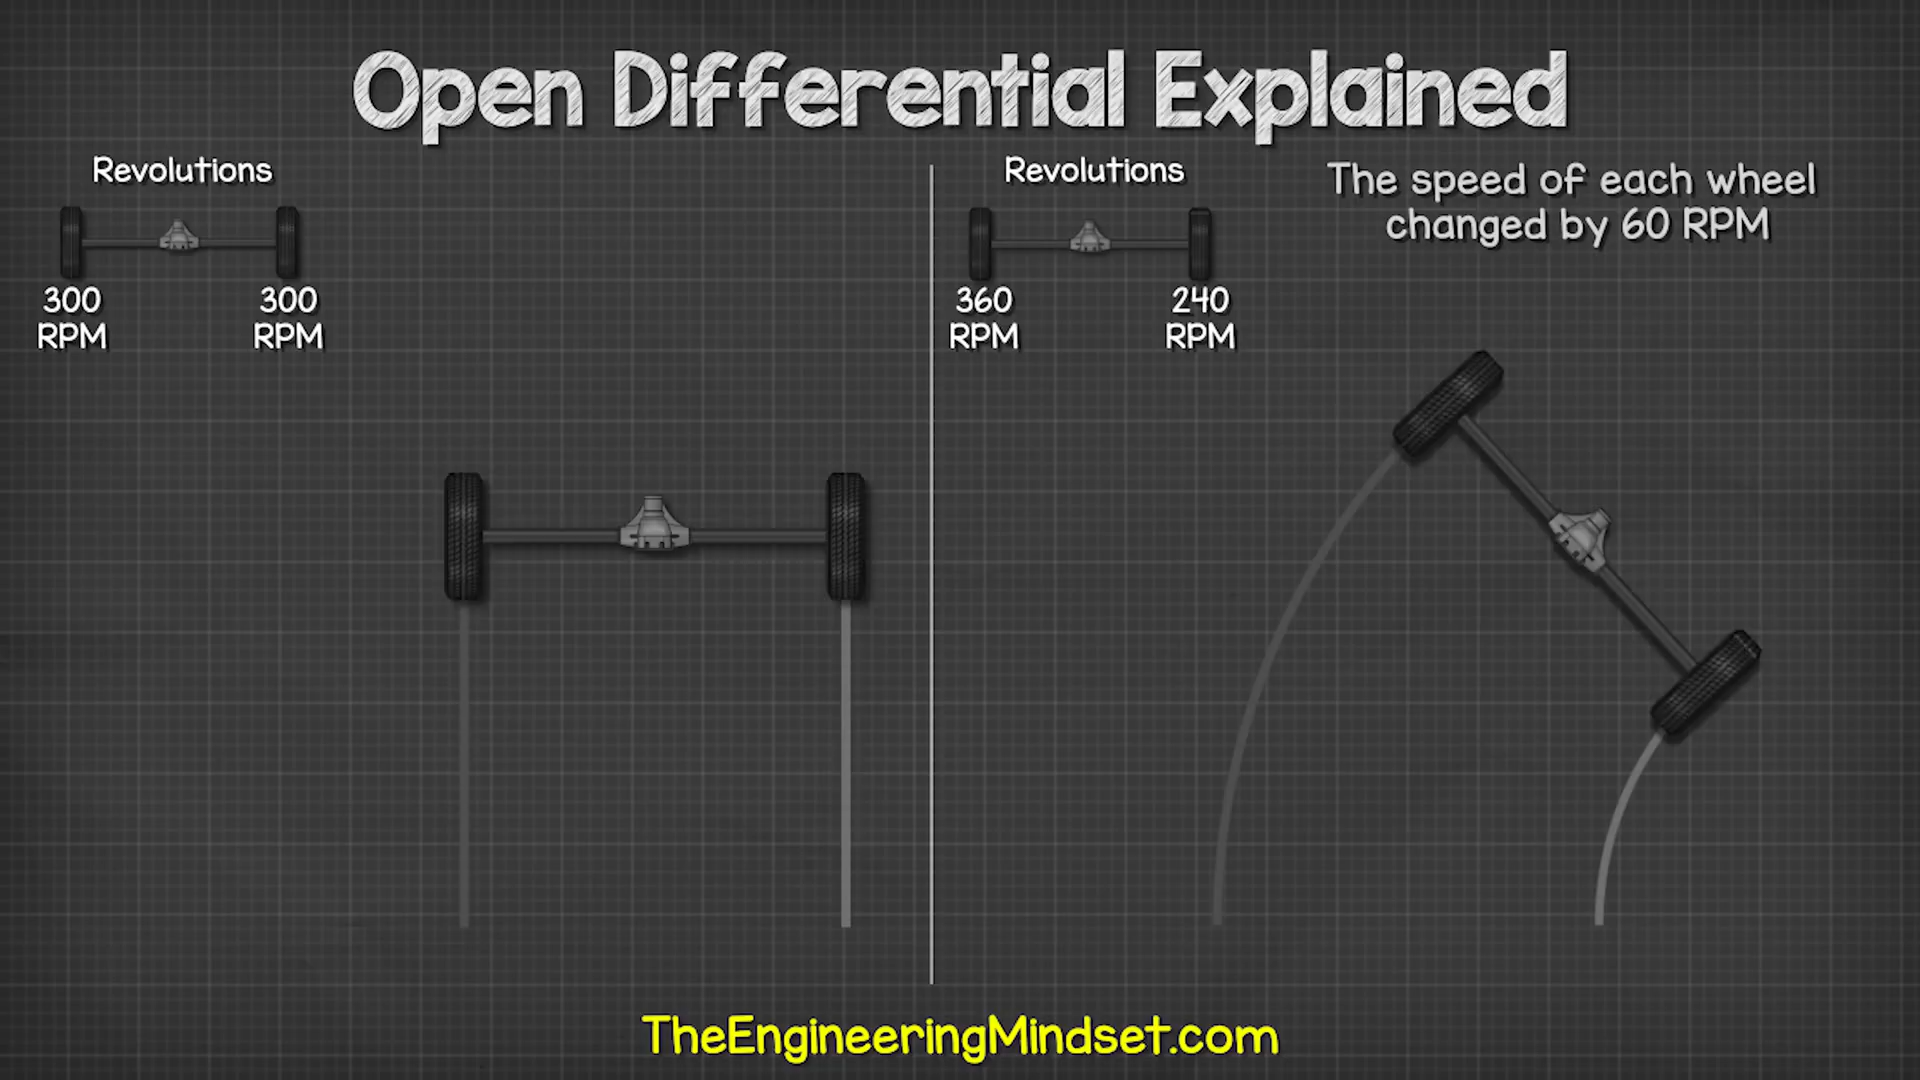 Open Differential Explained
Revolutions
300
RPM
300
RPM
Revolutions
360
RPM
240
RPM
The speed of each wheel
changed by 60 RPM
TheEngineeringMindset.com